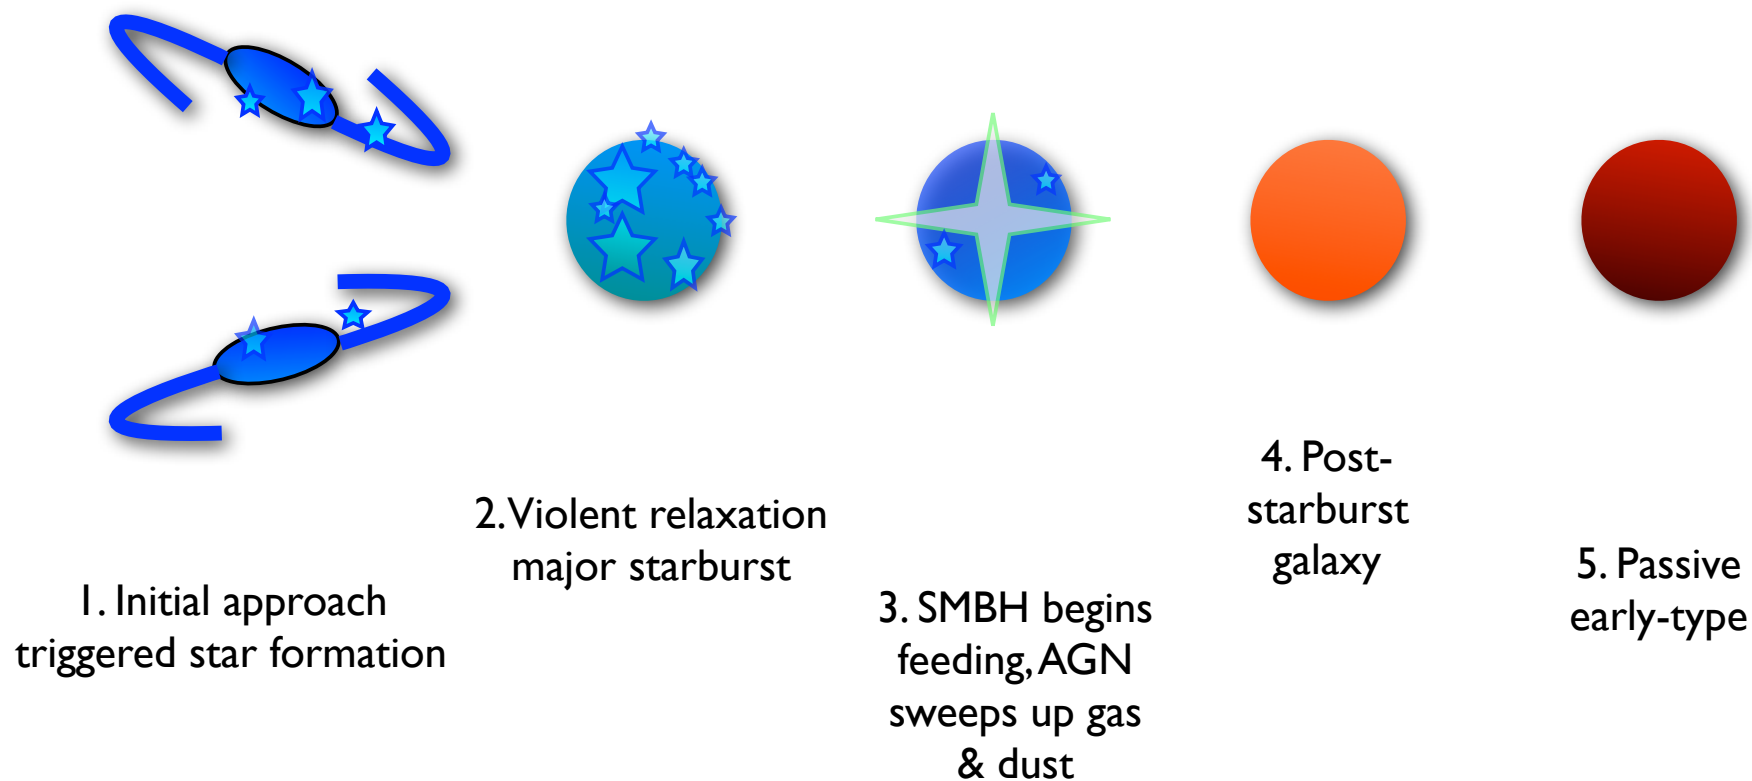 1. Initial approach
triggered star formation
2. Violent relaxation
major starburst
3. SMBH begins
feeding, AGN
sweeps up gas
& dust
4. Post-
starburst
galaxy
5. Passive
early-type